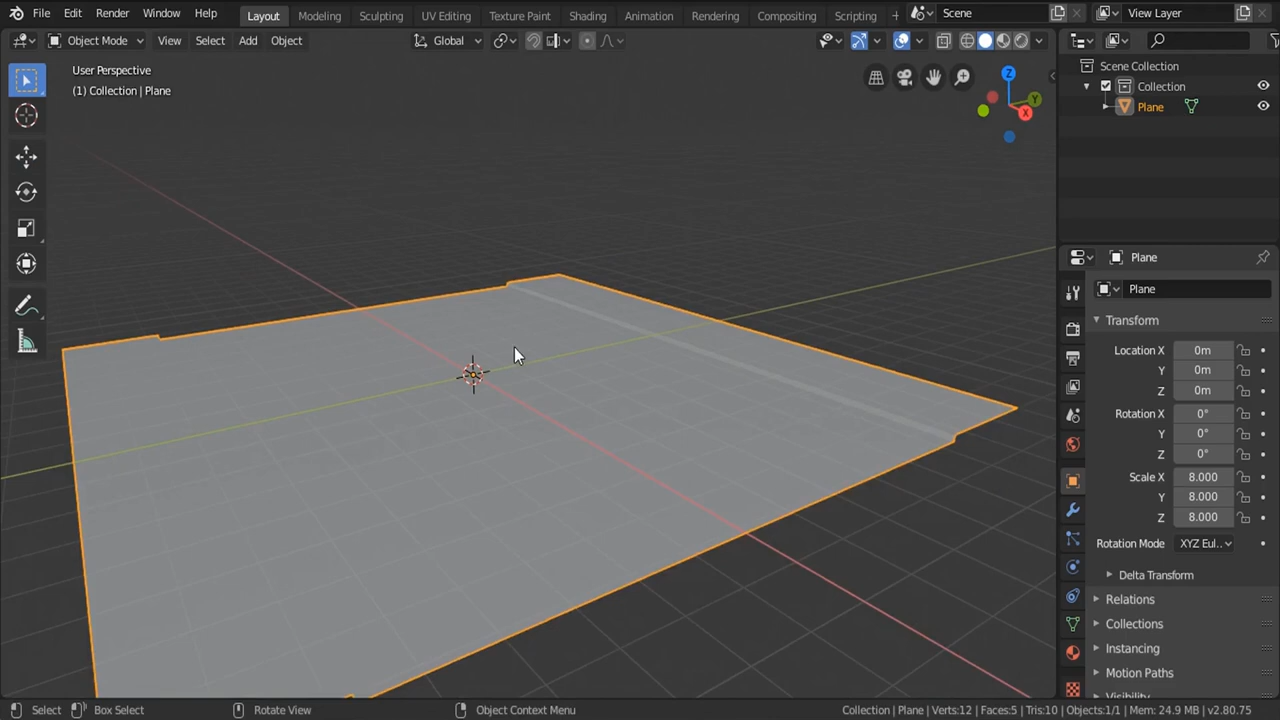 File Edit Render Window Help Layout Modeling Sculpting UV Editing Texture Paint Shading Animation Rendering Compositing Scripting + Scene View Layer
Object Mode View Select Add Object Global
User Perspective
(1) Collection | Plane
Z
Y
X
Scene Collection
Collection
Plane
Plane
Plane
Transform
Location X 0m
Y 0m
Z 0m
Rotation X 0°
Y 0°
Z 0°
Scale X 8.000
Y 8.000
Z 8.000
Rotation Mode XYZ Eul..
Delta Transform
Relations
Collections
Instancing
Motion Paths
Visibility
Select Box Select Rotate View Object Context Menu Collection | Plane | Verts:12 | Faces:5 | Tris:10 | Objects:1/1 | Mem: 24.9 MB | v2.80.75